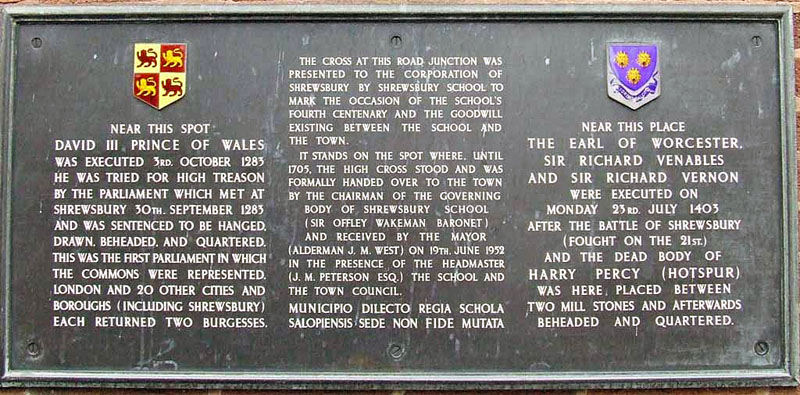 NEAR THIS SPOT
DAVID III PRINCE OF WALES
WAS EXECUTED 3RD. OCTOBER 1283
HE WAS TRIED FOR HIGH TREASON
BY THE PARLIAMENT WHICH MET AT
SHREWSBURY 30TH. SEPTEMBER 1283
AND WAS SENTENCED TO BE HANGED,
DRAWN, BEHEADED, AND QUARTERED.
THIS WAS THE FIRST PARLIAMENT IN WHICH
THE COMMONS WERE REPRESENTED.
LONDON AND 20 OTHER CITIES AND
BOROUGHS (INCLUDING SHREWSBURY)
EACH RETURNED TWO BURGESSES.
THE CROSS AT THIS ROAD JUNCTION WAS
PRESENTED TO THE CORPORATION OF
SHREWSBURY BY SHREWSBURY SCHOOL TO
MARK THE OCCASION OF THE SCHOOL'S
FOURTH CENTENARY AND THE GOODWILL
EXISTING BETWEEN THE SCHOOL AND
THE TOWN.
IT STANDS ON THE SPOT WHERE, UNTIL
1705, THE HIGH CROSS STOOD AND WAS
FORMALLY HANDED OVER TO THE TOWN
BY THE CHAIRMAN OF THE GOVERNING
BODY OF SHREWSBURY SCHOOL
(SIR OFFLEY WAKEMAN BARONET)
AND RECEIVED BY THE MAYOR
(ALDERMAN J. M. WEST) ON 19TH. JUNE 1952
IN THE PRESENCE OF THE HEADMASTER
(J. M. PETERSON ESQ.) THE SCHOOL AND
THE TOWN COUNCIL.
MUNICIPIO DILECTO REGIA SCHOLA
SALOPIENSIS SEDE NON FIDE MUTATA
NEAR THIS PLACE
THE EARL OF WORCESTER,
SIR RICHARD VENABLES
AND SIR RICHARD VERNON
WERE EXECUTED ON
MONDAY 23RD. JULY 1403
AFTER THE BATTLE OF SHREWSBURY
(FOUGHT ON THE 21ST.)
AND THE DEAD BODY OF
HARRY PERCY (HOTSPUR)
WAS HERE PLACED BETWEEN
TWO MILL STONES AND AFTERWARDS
BEHEADED AND QUARTERED.